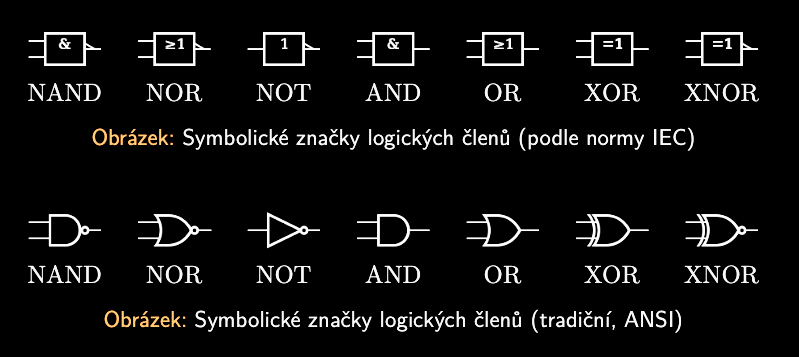 & ≥1 1 & ≥1 =1 =1
NAND NOR NOT AND OR XOR XNOR
Obrázek: Symbolické značky logických členů (podle normy IEC)
NAND NOR NOT AND OR XOR XNOR
Obrázek: Symbolické značky logických členů (tradiční, ANSI)